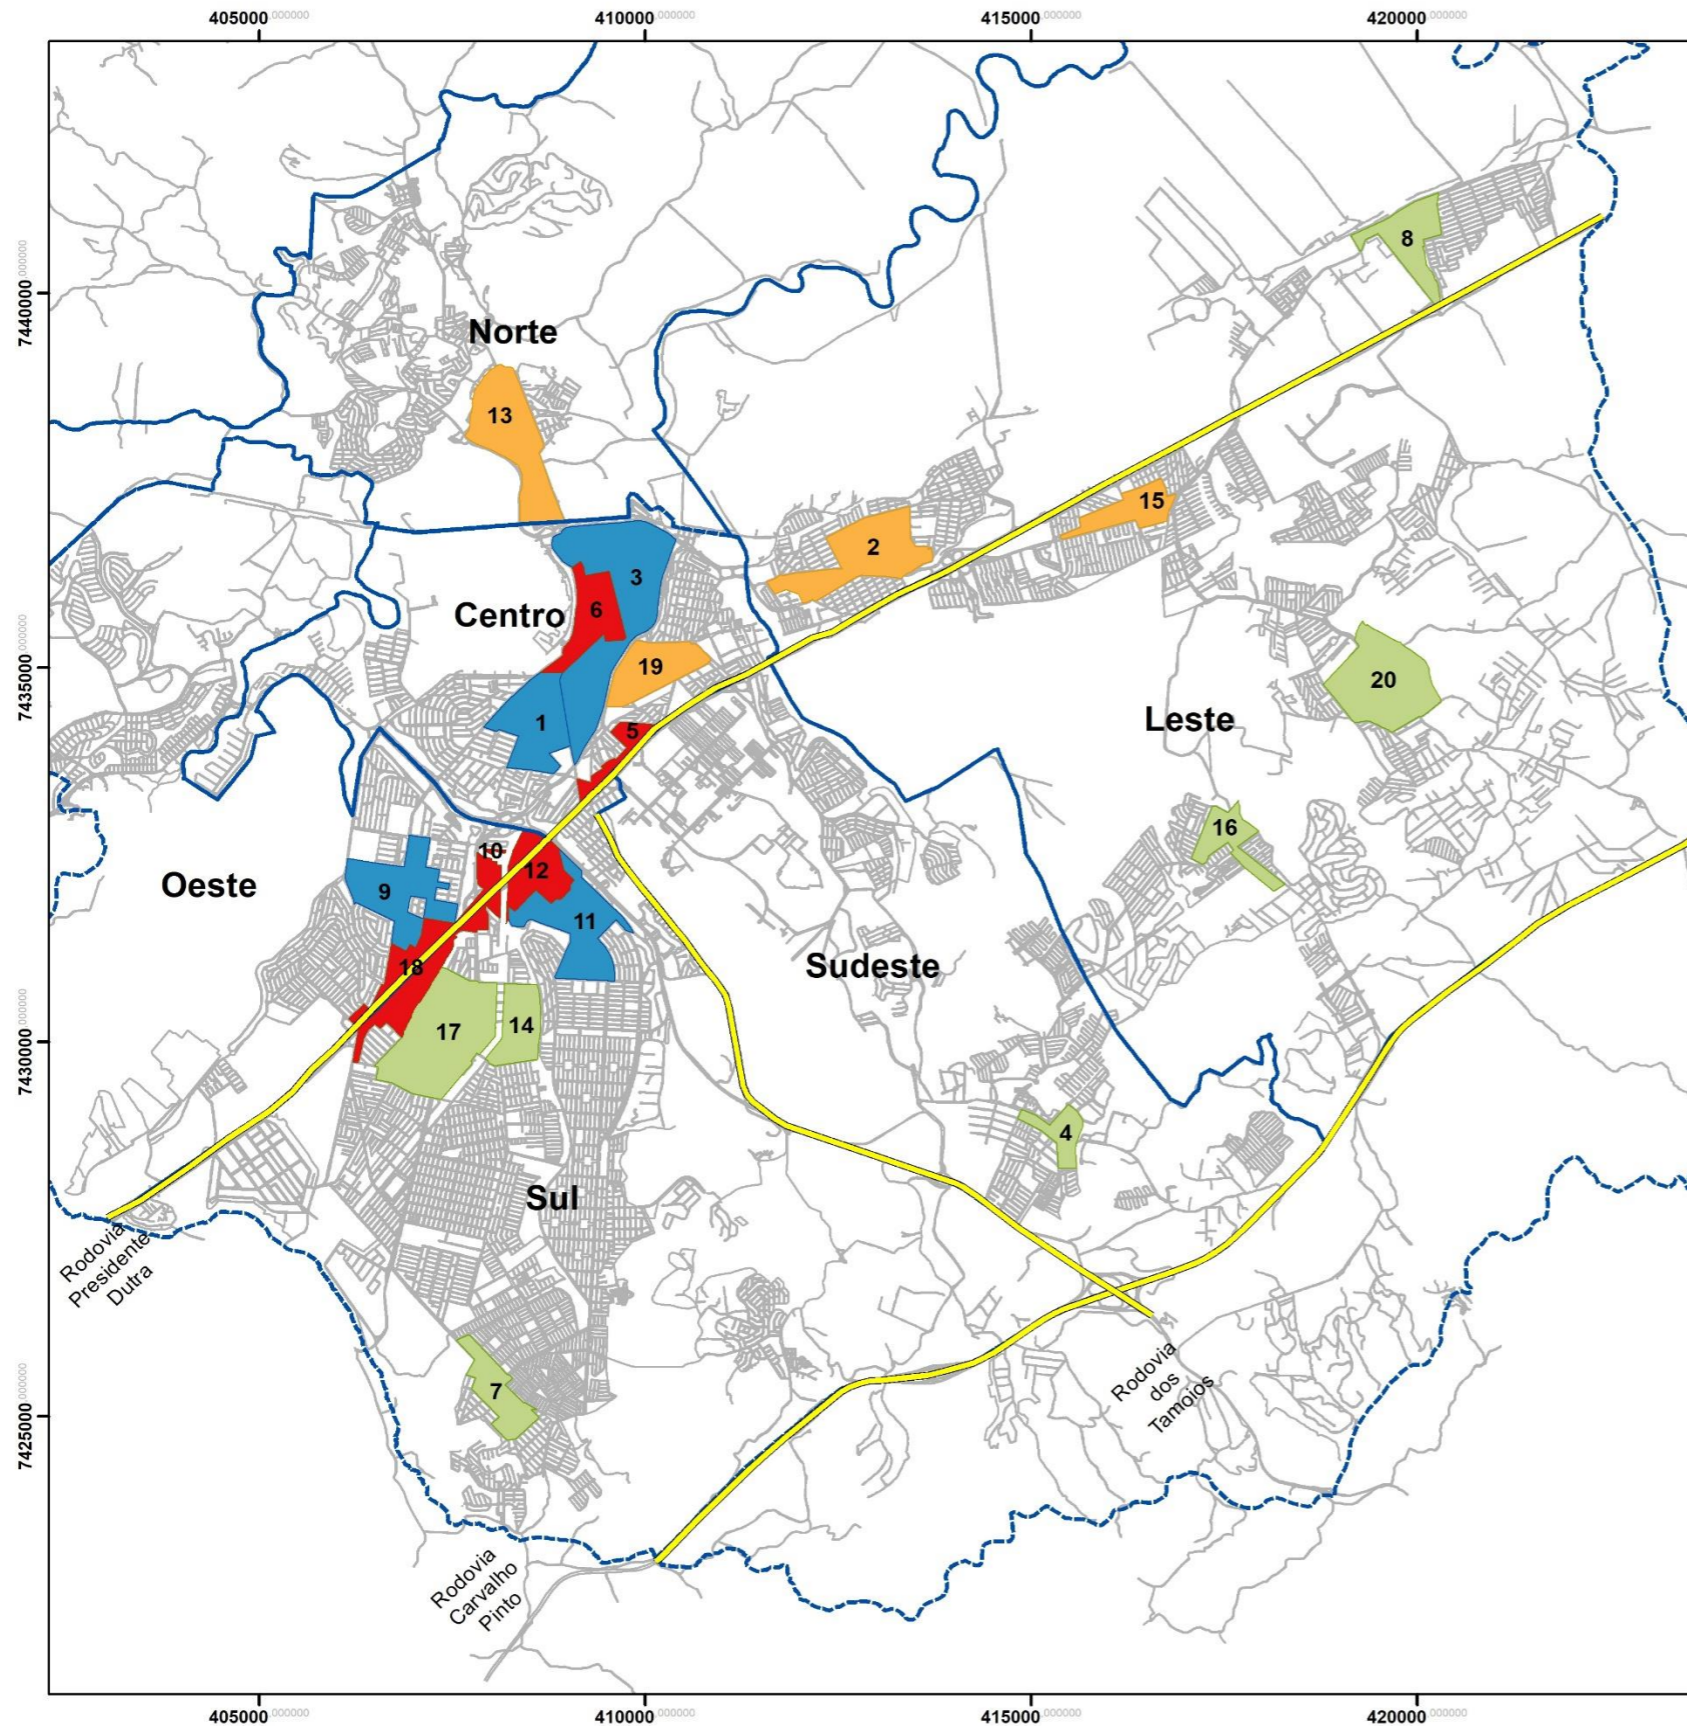 405000.000000 410000.000000 415000.000000 420000.000000
7440000.000000
7435000.000000
7430000.000000
7425000.000000
8
Norte
13
15
2
3
6
Centro
19
20
1
5
Leste
16
10
12
9
Oeste
11
18
Sudeste
14
17
4
Sul
Rodovia
Presidente
Dutra
7
Rodovia
dos
Tamoios
Rodovia
Carvalho
Pinto
405000.000000 410000.000000 415000.000000 420000.000000